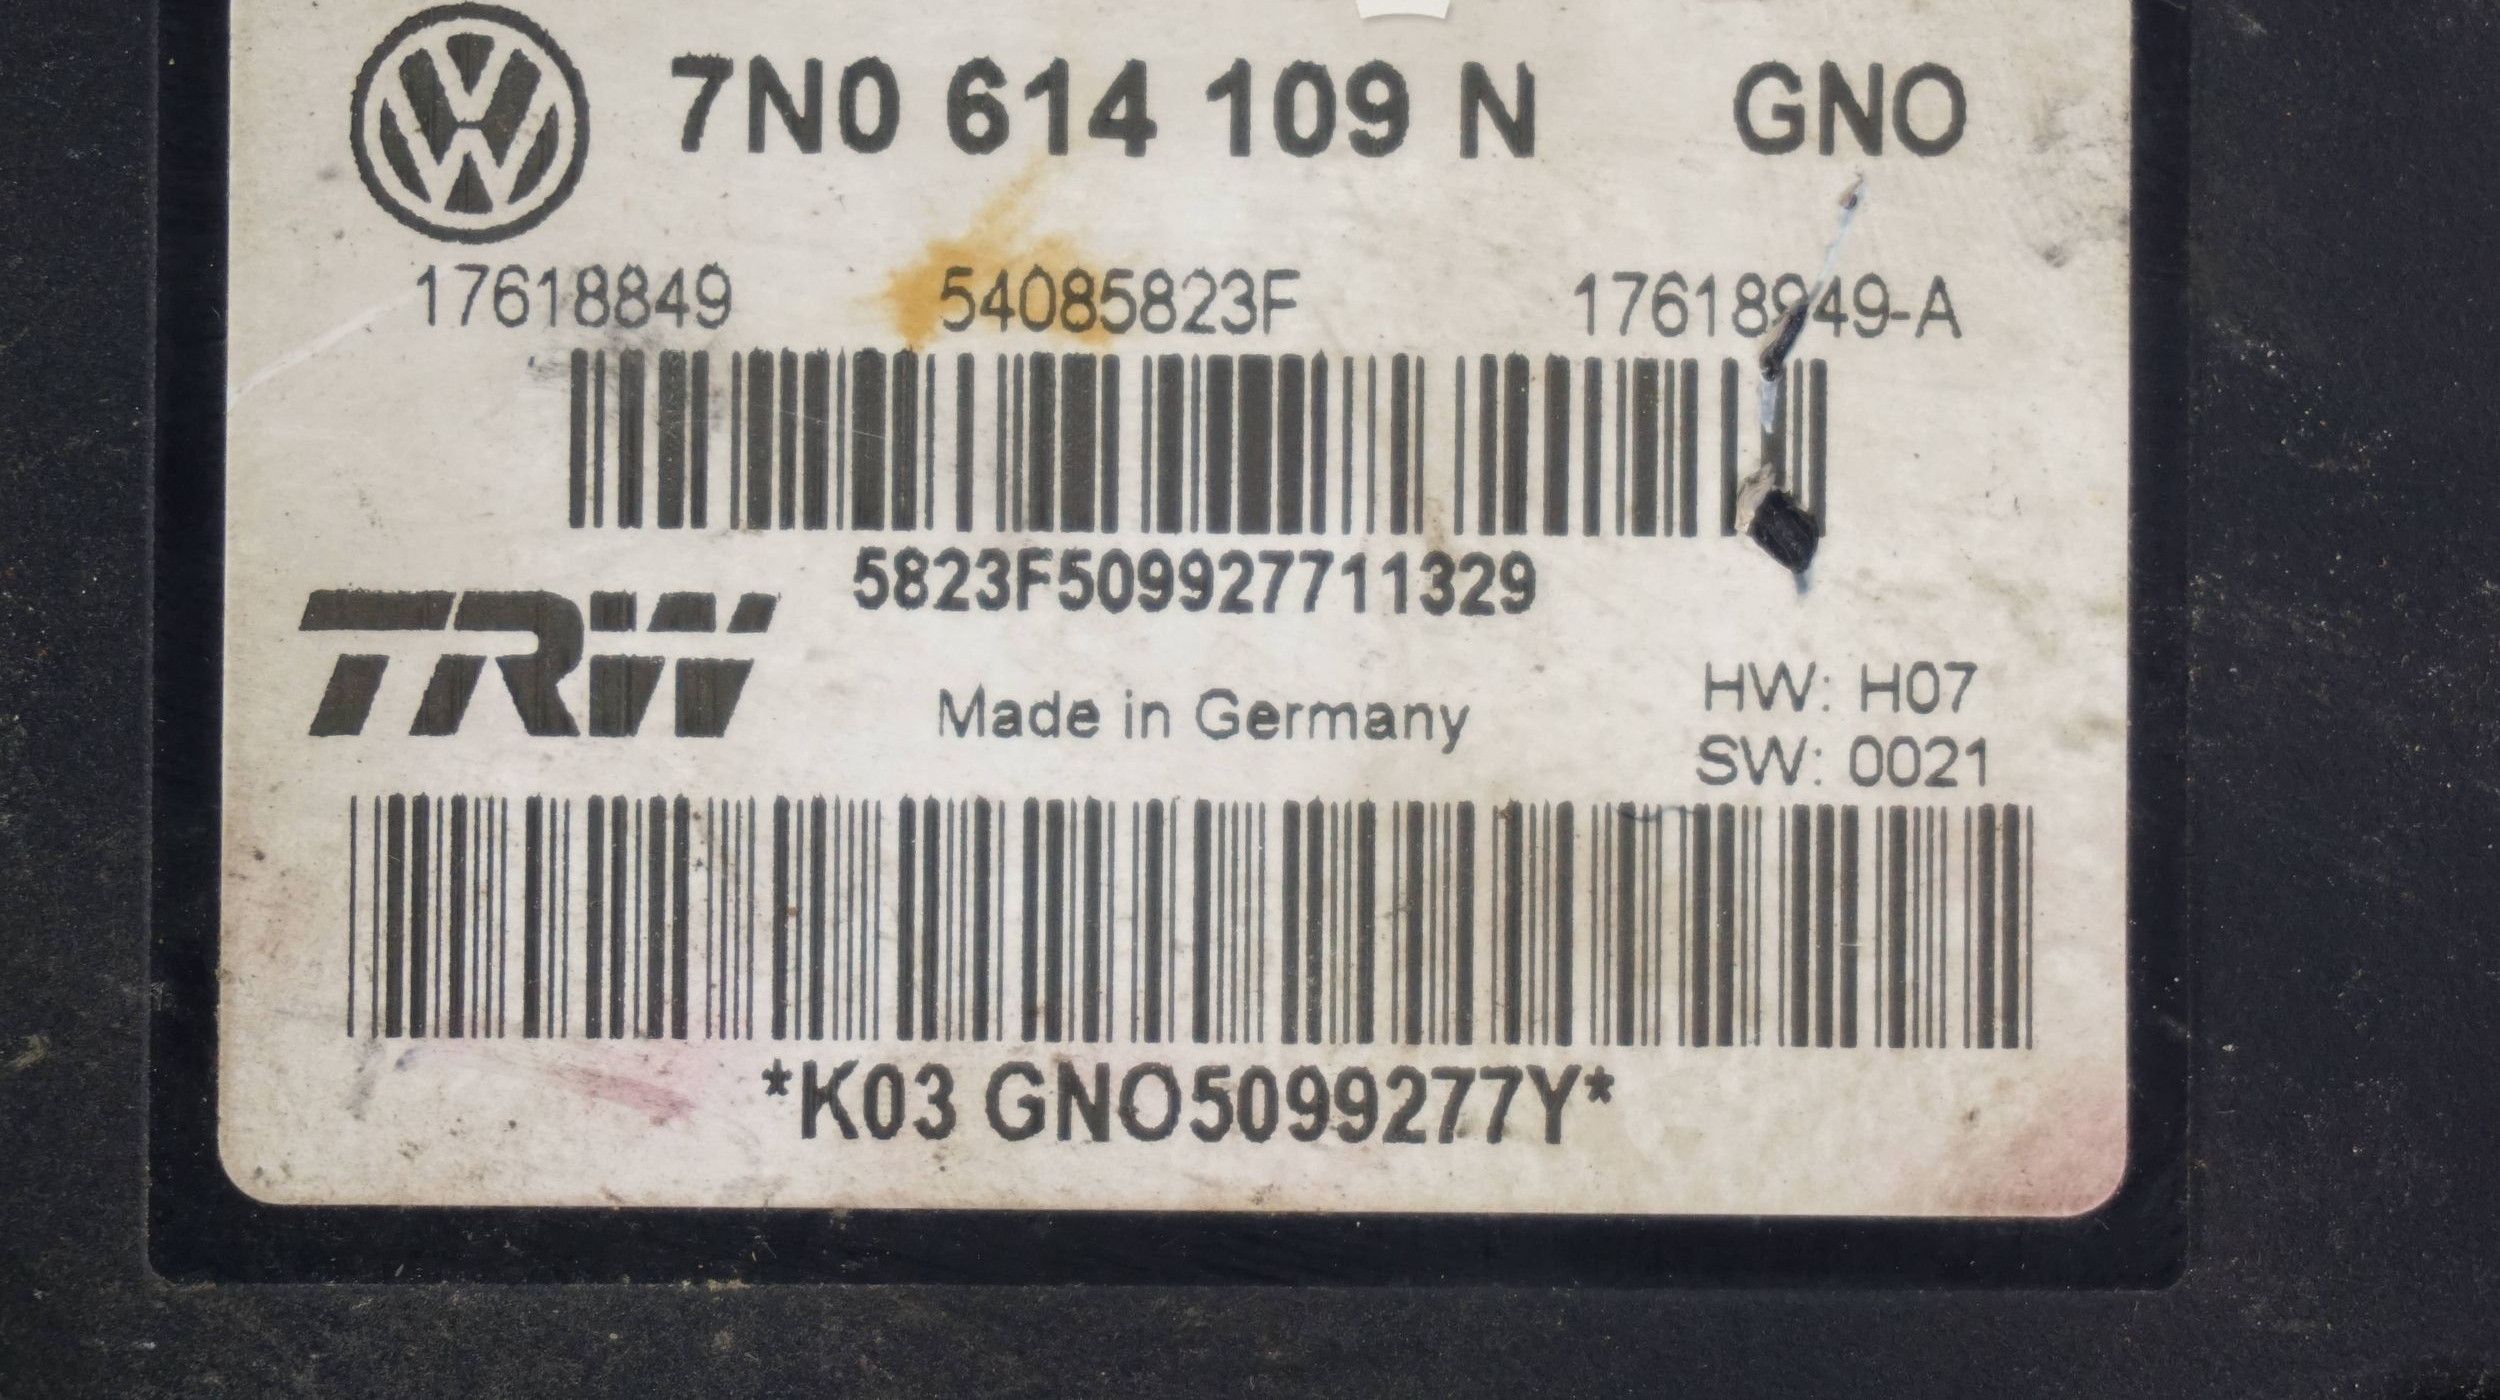 7N0 614 109 N GNO
17618849 54085823F 17618949-A
5823F509927711329
TRW
Made in Germany
HW: H07
SW: 0021
*K03 GNO5099277Y*